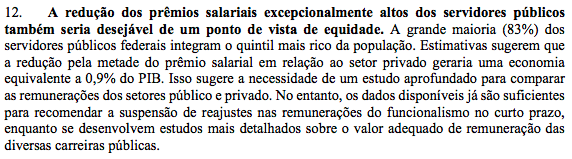 12. A redução dos prêmios salariais excepcionalmente altos dos servidores públicos
também seria desejável de um ponto de vista de equidade. A grande maioria (83%) dos
servidores públicos federais integram o quintil mais rico da população. Estimativas sugerem que
a redução pela metade do prêmio salarial em relação ao setor privado geraria uma economia
equivalente a 0,9% do PIB. Isso sugere a necessidade de um estudo aprofundado para comparar
as remunerações dos setores público e privado. No entanto, os dados disponíveis já são suficientes
para recomendar a suspensão de reajustes nas remunerações do funcionalismo no curto prazo,
enquanto se desenvolvem estudos mais detalhados sobre o valor adequado de remuneração das
diversas carreiras públicas.